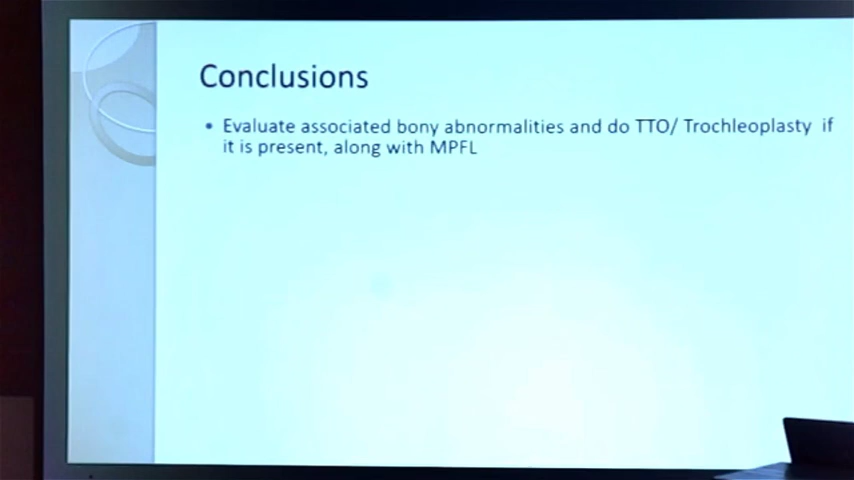 Conclusions
• Evaluate associated bony abnormalities and do TTO/ Trochleoplasty if
it is present, along with MPFL